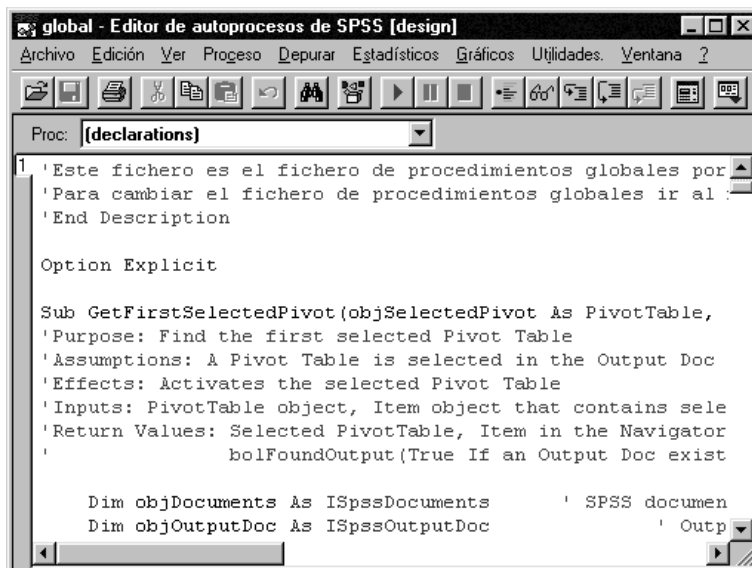 global - Editor de autoprocesos de SPSS [design]
Archivo Edición Ver Proceso Depurar Estadísticos Gráficos Utilidades. Ventana ?
Proc: (declarations)
1
'Este fichero es el fichero de procedimientos globales por
'Para cambiar el fichero de procedimientos globales ir al
'End Description
Option Explicit
Sub GetFirstSelectedPivot(objSelectedPivot As PivotTable,
'Purpose: Find the first selected Pivot Table
'Assumptions: A Pivot Table is selected in the Output Doc
'Effects: Activates the selected Pivot Table
'Inputs: PivotTable object, Item object that contains sele
'Return Values: Selected PivotTable, Item in the Navigator
' bolFoundOutput(True If an Output Doc exist
Dim objDocuments As ISpssDocuments ' SPSS documen
Dim objOutputDoc As ISpssOutputDoc ' Outp